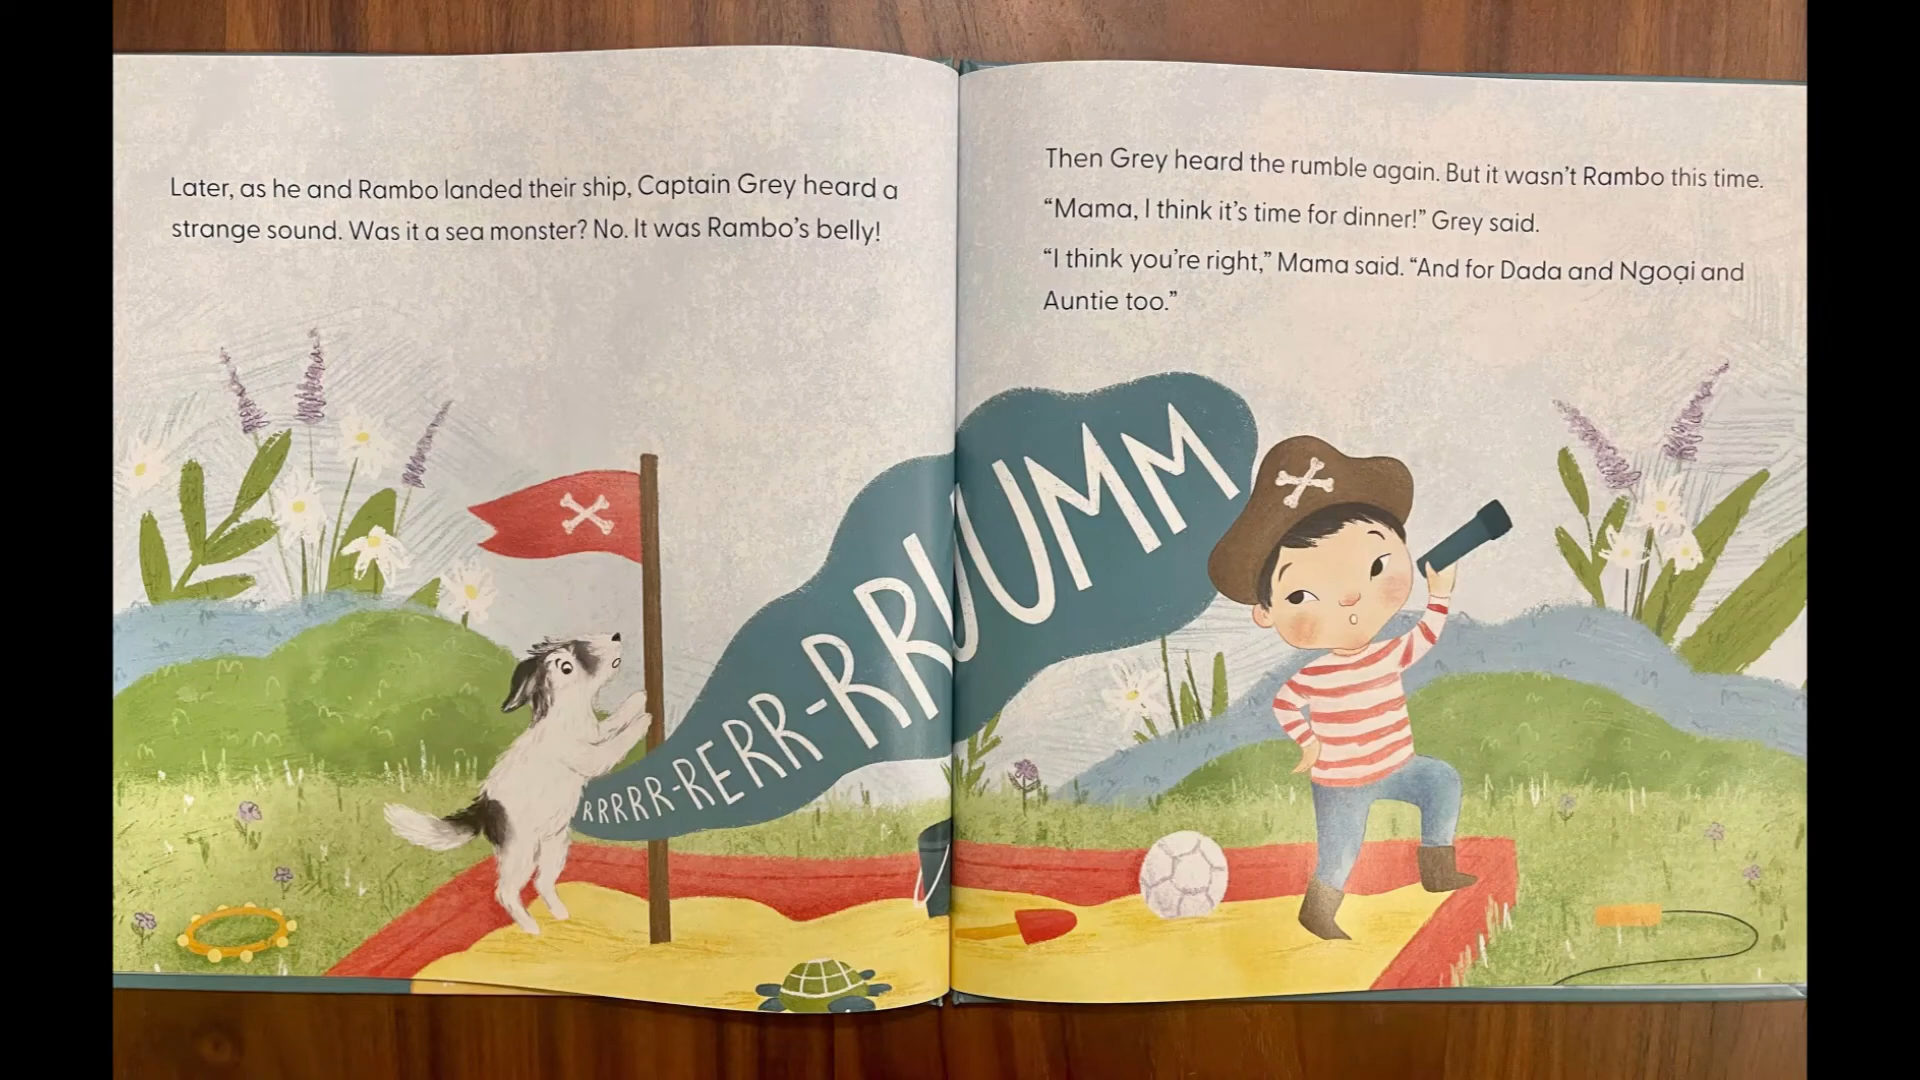 Later, as he and Rambo landed their ship, Captain Grey heard a
strange sound. Was it a sea monster? No. It was Rambo's belly!
RRRRR-RERR-RRUUMM
Then Grey heard the rumble again. But it wasn't Rambo this time.
“Mama, I think it's time for dinner!” Grey said.
“I think you're right,” Mama said. “And for Dada and Ngoại and
Auntie too.”